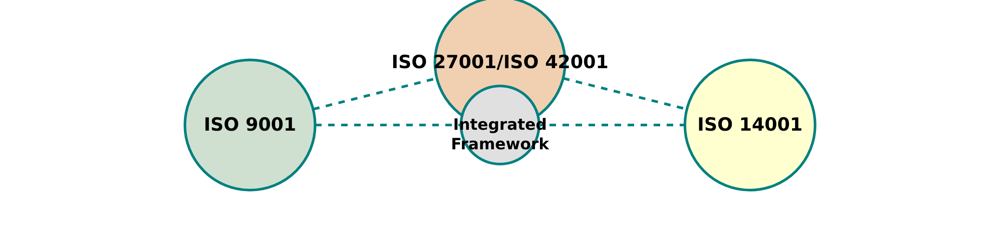 ISO 27001/ISO 42001
ISO 9001
Integrated
Framework
ISO 14001